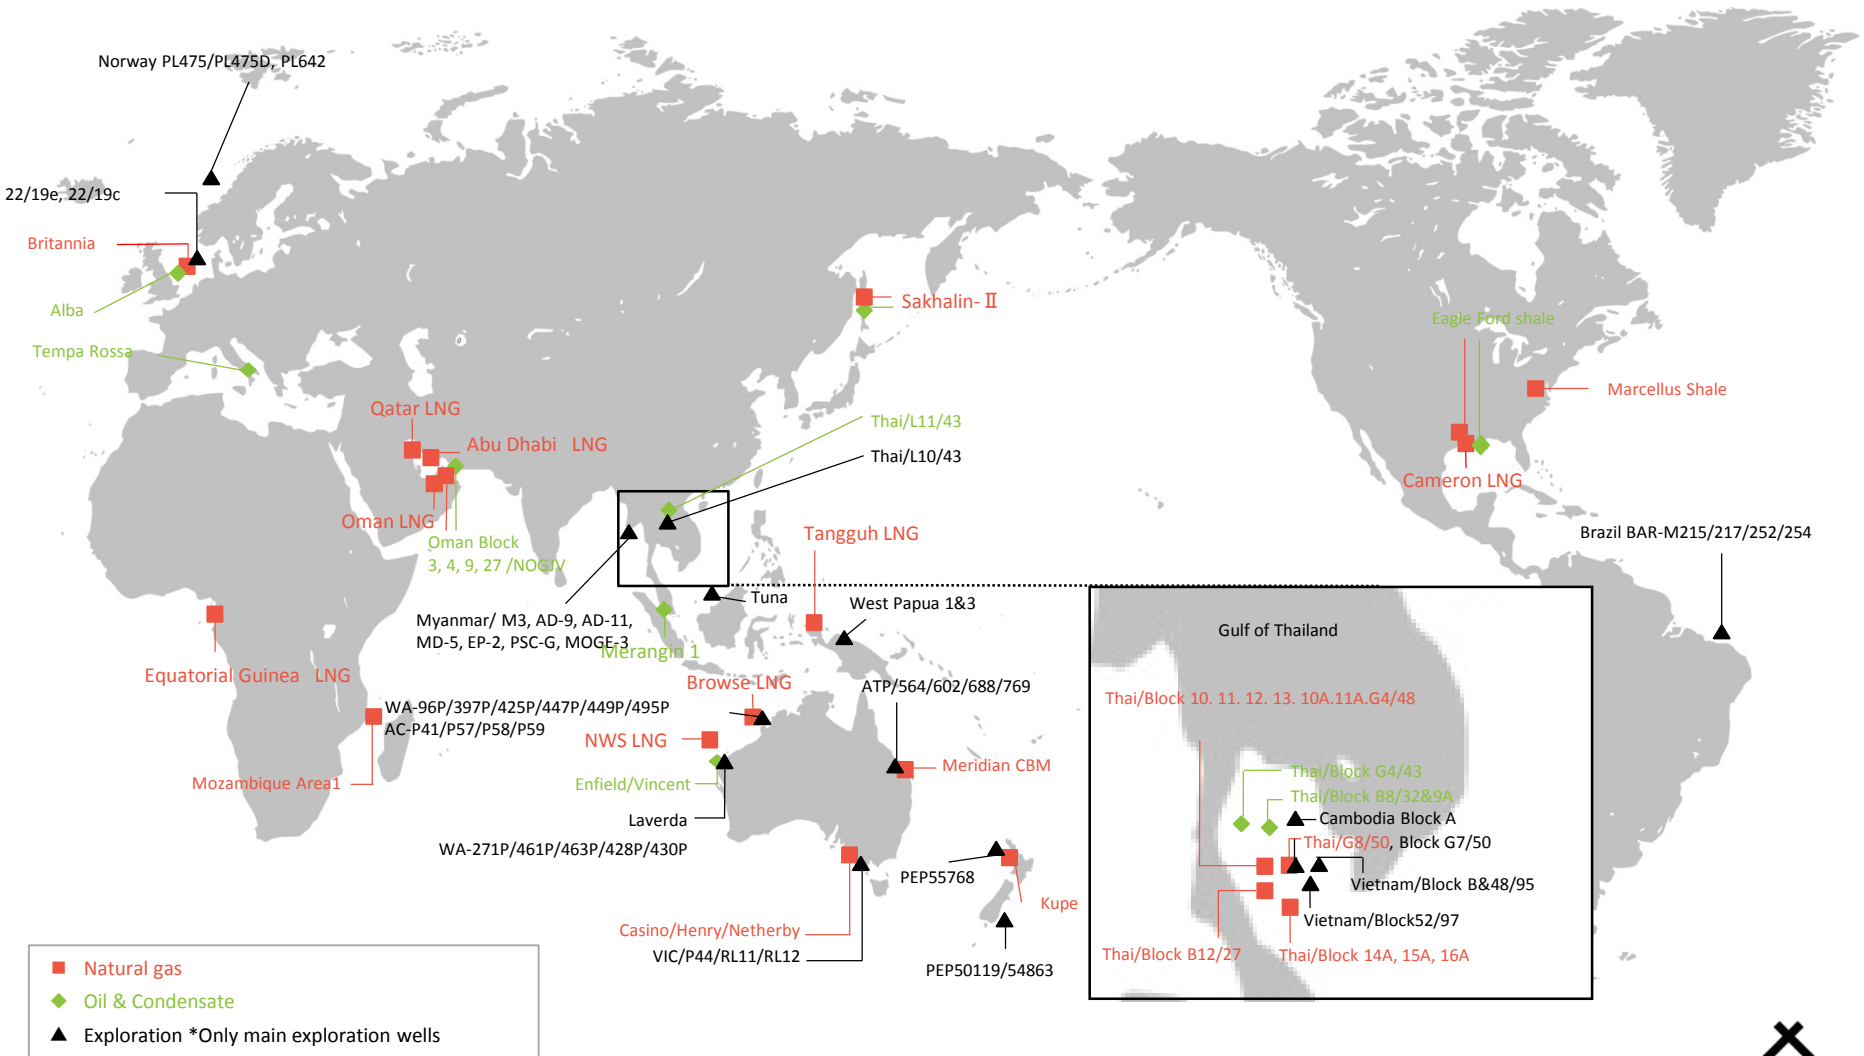 Norway PL475/PL475D, PL642
22/19e, 22/19c
Britannia
Alba
Tempa Rossa
Sakhalin-Ⅱ
Eagle Ford shale
Marcellus Shale
Cameron LNG
Qatar LNG
Abu Dhabi LNG
Oman LNG
Oman Block
3, 4, 9, 27 /NOGJV
Thai/L11/43
Thai/L10/43
Tangguh LNG
Brazil BAR-M215/217/252/254
Tuna
West Papua 1&3
Myanmar/ M3, AD-9, AD-11,
MD-5, EP-2, PSC-G, MOGE-3
Merangin 1
Equatorial Guinea LNG
Browse LNG
ATP/564/602/688/769
WA-96P/397P/425P/447P/449P/495P
AC-P41/P57/P58/P59
NWS LNG
Mozambique Area1
Enfield/Vincent
Meridian CBM
Laverda
WA-271P/461P/463P/428P/430P
PEP55768
Kupe
Casino/Henry/Netherby
VIC/P44/RL11/RL12
PEP50119/54863
Gulf of Thailand
Thai/Block 10. 11. 12. 13. 10A.11A.G4/48
Thai/Block G4/43
Thai/Block B8/32&9A
Cambodia Block A
Thai/G8/50, Block G7/50
Vietnam/Block B&48/95
Vietnam/Block52/97
Thai/Block B12/27
Thai/Block 14A, 15A, 16A
Natural gas
Oil & Condensate
Exploration *Only main exploration wells